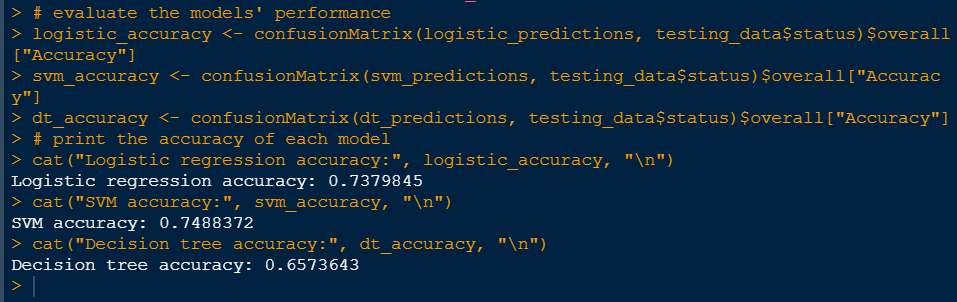 > # evaluate the models' performance
> logistic_accuracy <- confusionMatrix(logistic_predictions, testing_data$status)$overall
["Accuracy"]
> svm_accuracy <- confusionMatrix(svm_predictions, testing_data$status)$overall["Accurac
y"]
> dt_accuracy <- confusionMatrix(dt_predictions, testing_data$status)$overall["Accuracy"]
> # print the accuracy of each model
> cat("Logistic regression accuracy:", logistic_accuracy, "\n")
Logistic regression accuracy: 0.7379845
> cat("SVM accuracy:", svm_accuracy, "\n")
SVM accuracy: 0.7488372
> cat("Decision tree accuracy:", dt_accuracy, "\n")
Decision tree accuracy: 0.6573643
>